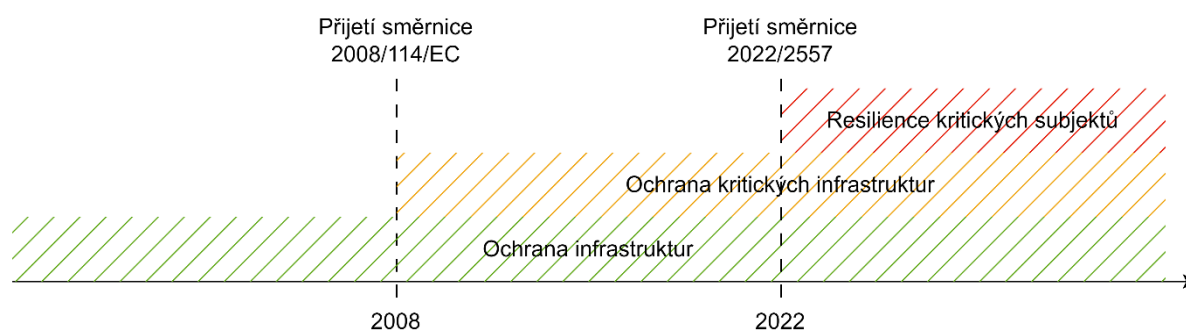 Přijetí směrnice
2008/114/EC
Přijetí směrnice
2022/2557
Resilience kritických subjektů
Ochrana kritických infrastruktur
Ochrana infrastruktur
2008
2022